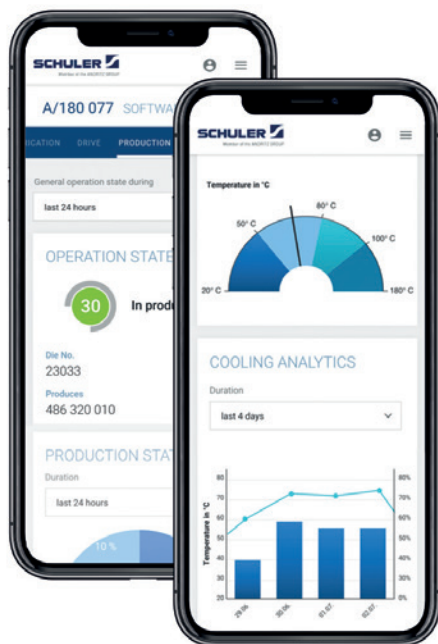 SCHULER
Member of the ANDRITZ GROUP
A/180 077 SOFTWA
ICATION DRIVE PRODUCTION
General operation state during
last 24 hours
OPERATION STATE
30 In produ
Die No.
23033
Produces
486 320 010
PRODUCTION STAT
Duration
last 24 hours
10 %
SCHULER
Member of the ANDRITZ GROUP
Temperature in °C
20° C
50° C
80° C
100° C
180° C
COOLING ANALYTICS
Duration
last 4 days
Temperature in °C
80
70
60
50
40
30
20
80%
70%
60%
50%
40%
30%
0%
29.06.
30.06.
01.07.
02.07.